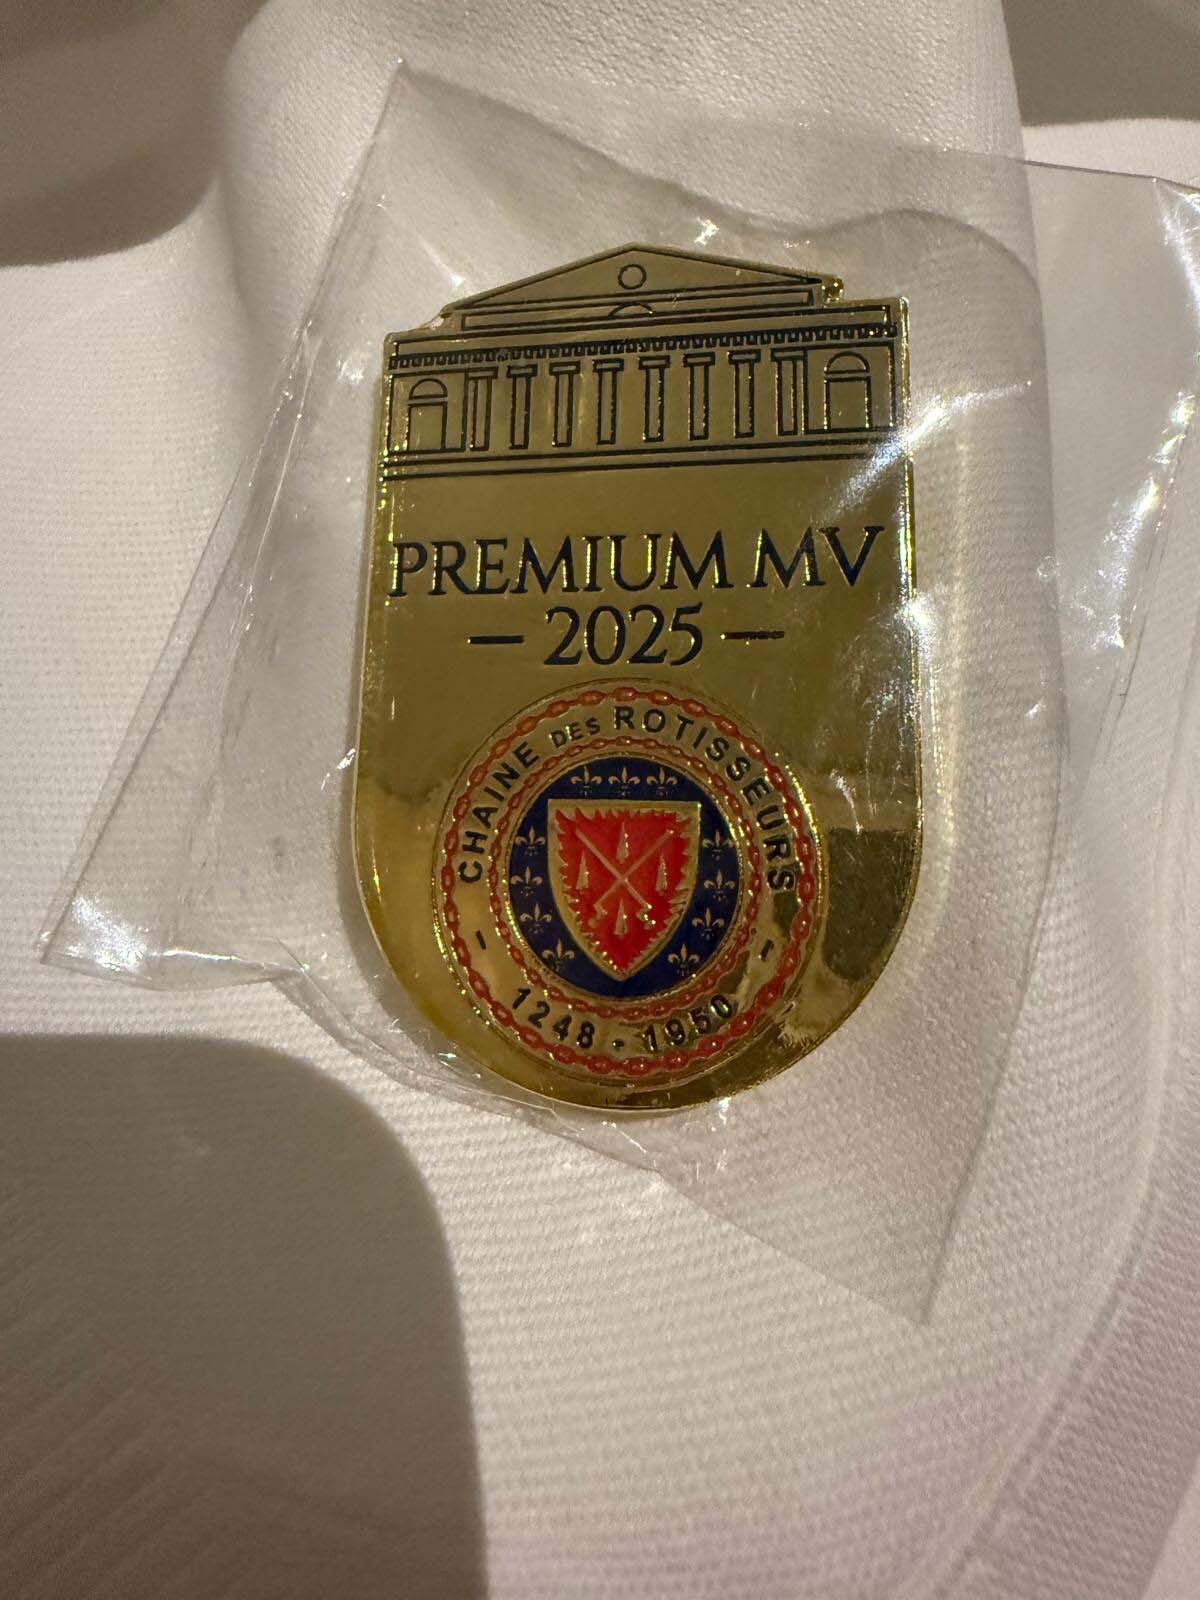 PREMIUM MV
— 2025 —
CHAINE DES ROTISSEURS
- 1248 - 1950 -